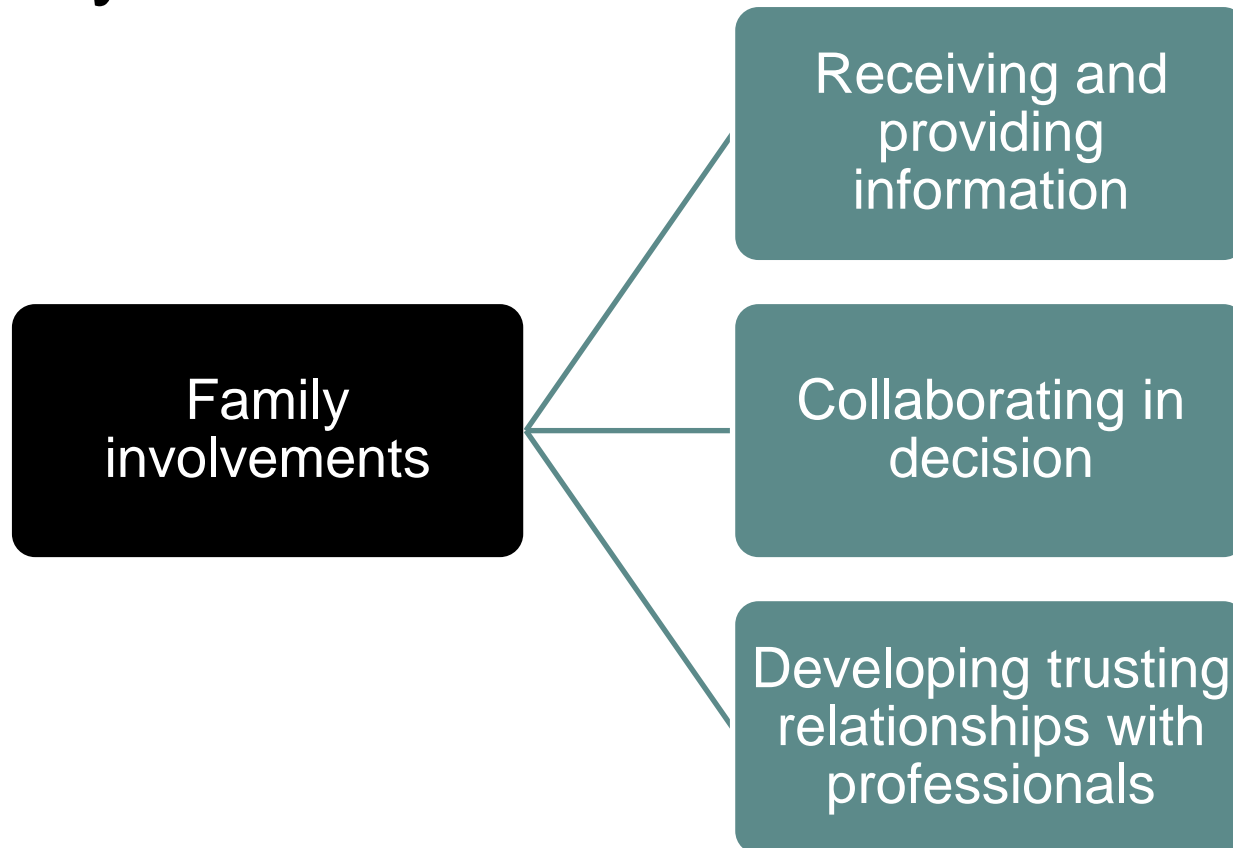 Family
involvements
Receiving and
providing
information
Collaborating in
decision
Developing trusting
relationships with
professionals